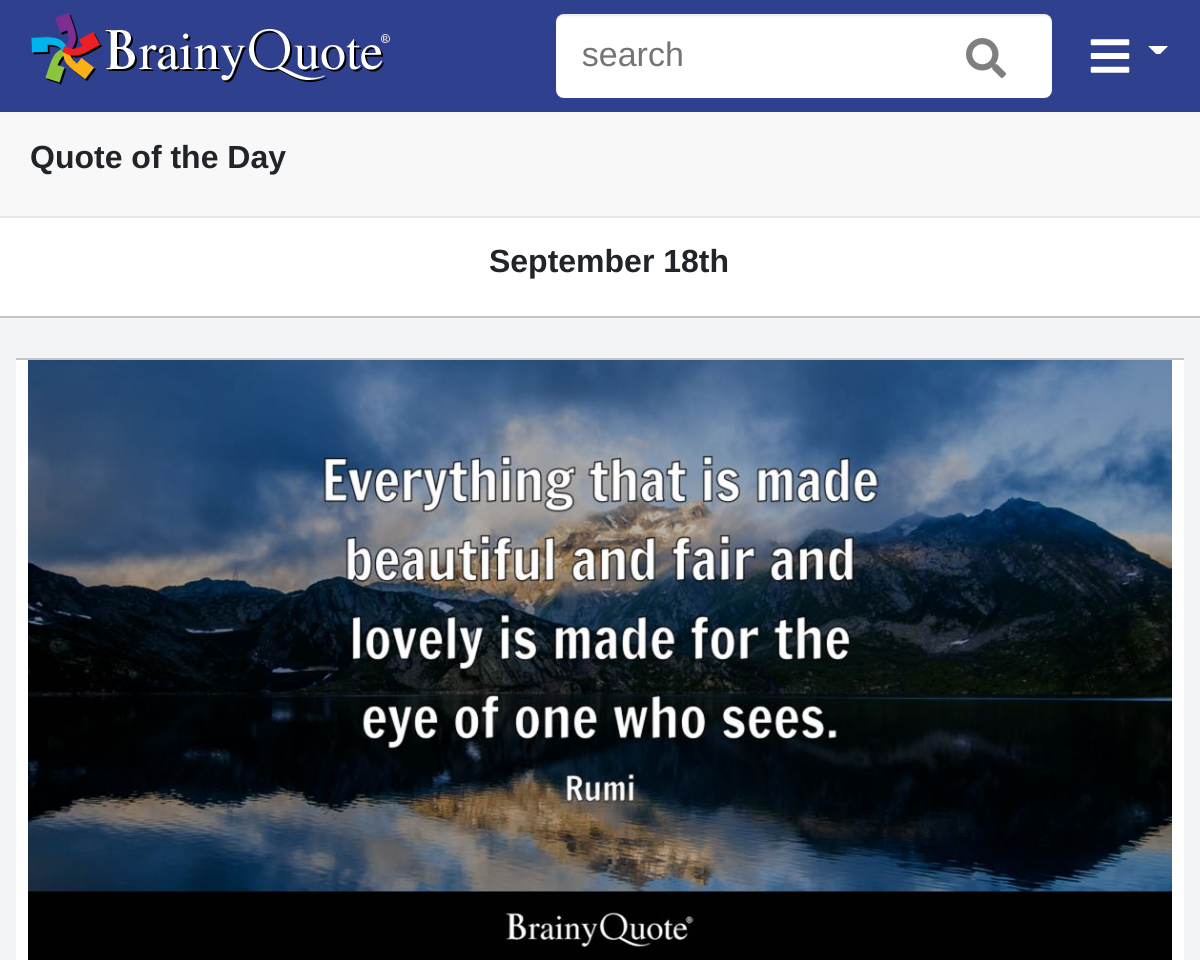 BrainyQuote®
search
Quote of the Day
September 18th
Everything that is made
beautiful and fair and
lovely is made for the
eye of one who sees.
Rumi
BrainyQuote®